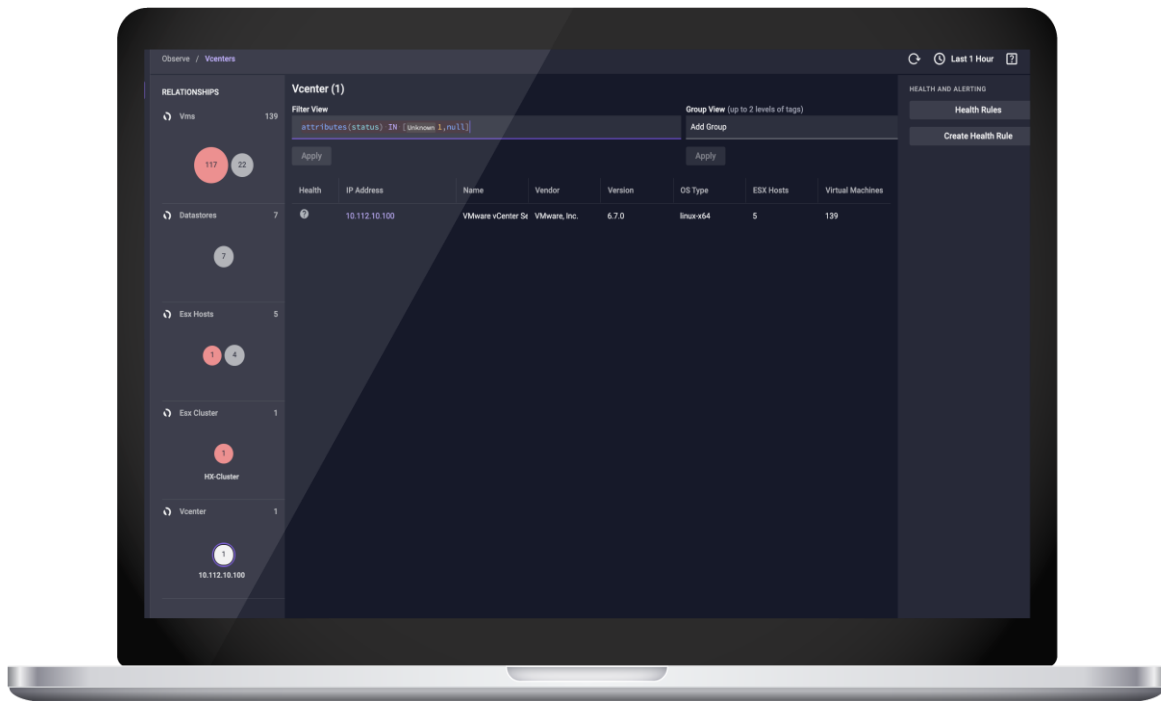 Observe / Vcenters
Last 1 Hour
RELATIONSHIPS
Vms 139
117 22
Datastores 7
7
Esx Hosts 5
1 4
Esx Cluster 1
1
HX-Cluster
Vcenter 1
1
10.112.10.100
Vcenter (1)
Filter View
attributes(status) IN [Unknown 1,null]
Apply
Group View (up to 2 levels of tags)
Add Group
Apply
Health IP Address Name Vendor Version OS Type ESX Hosts Virtual Machines
10.112.10.100 VMware vCenter Se VMware, Inc. 6.7.0 linux-x64 5 139
HEALTH AND ALERTING
Health Rules
Create Health Rule